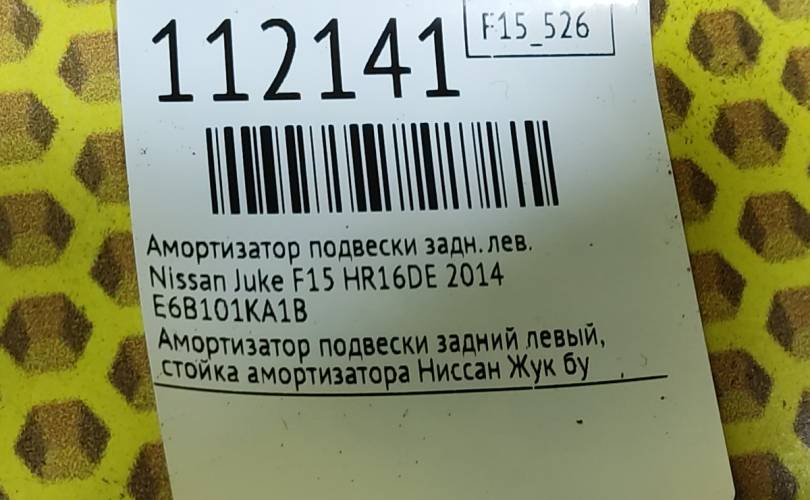 112141
F15_526
Амортизатор подвески задн.лев.
Nissan Juke F15 HR16DE 2014
E6B101KA1B
Амортизатор подвески задний левый,
стойка амортизатора Ниссан Жук бу